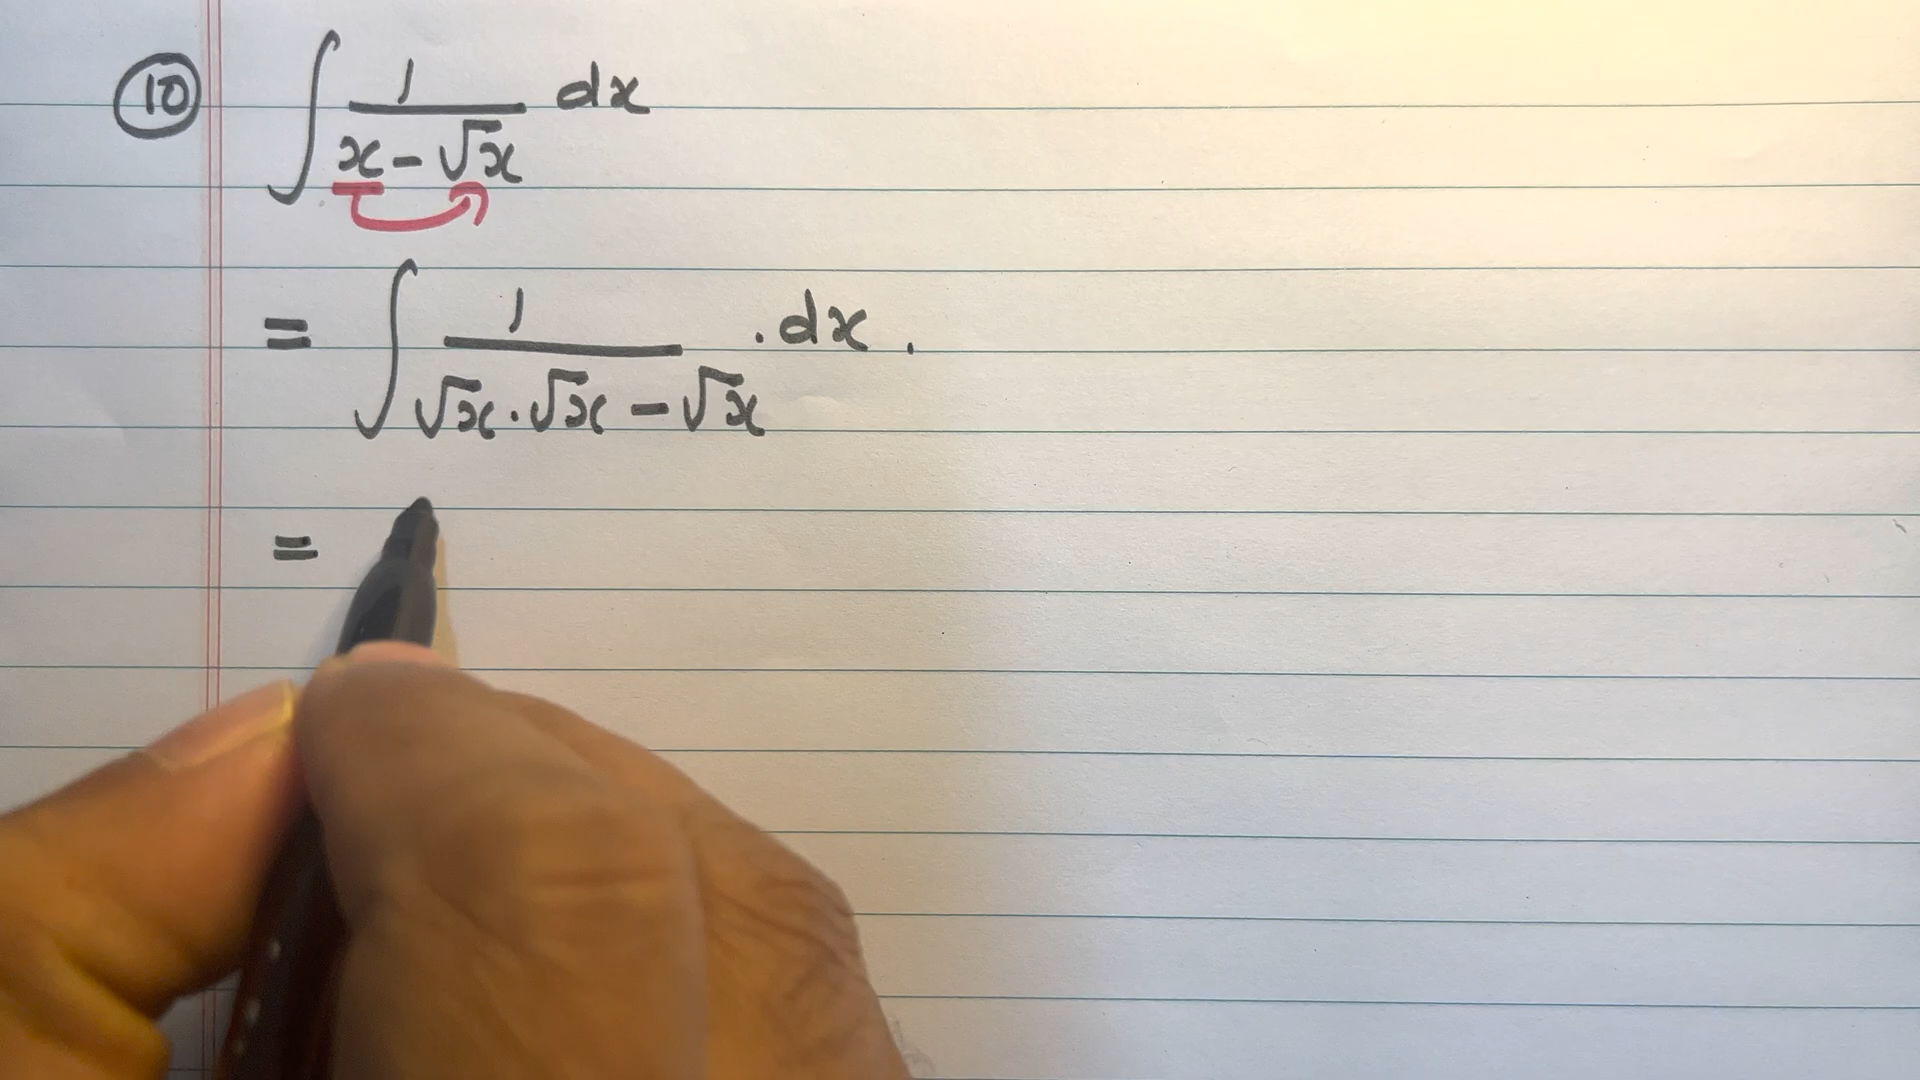 ⑩ ∫ 1/(x − √x) dx
= ∫ 1/(√x · √x − √x) . dx .
=